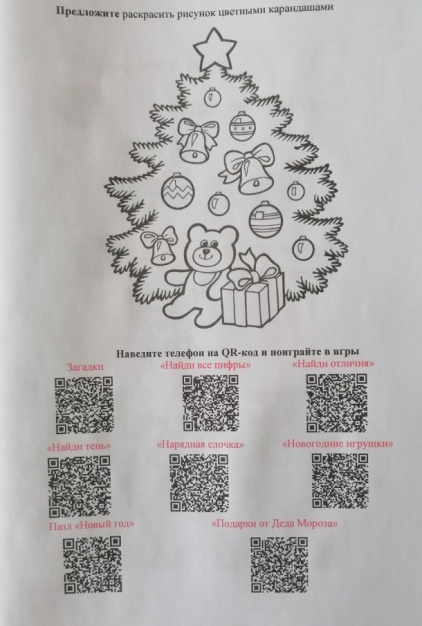 Предложите раскрасить рисунок цветными карандашами
Наведите телефон на QR-код и поиграйте в игры
Загадки «Найди все цифры» «Найди отличия»
«Найди тень» «Нарядная елочка» «Новогодние игрушки»
Пазл «Новый год» «Подарки от Деда Мороза»